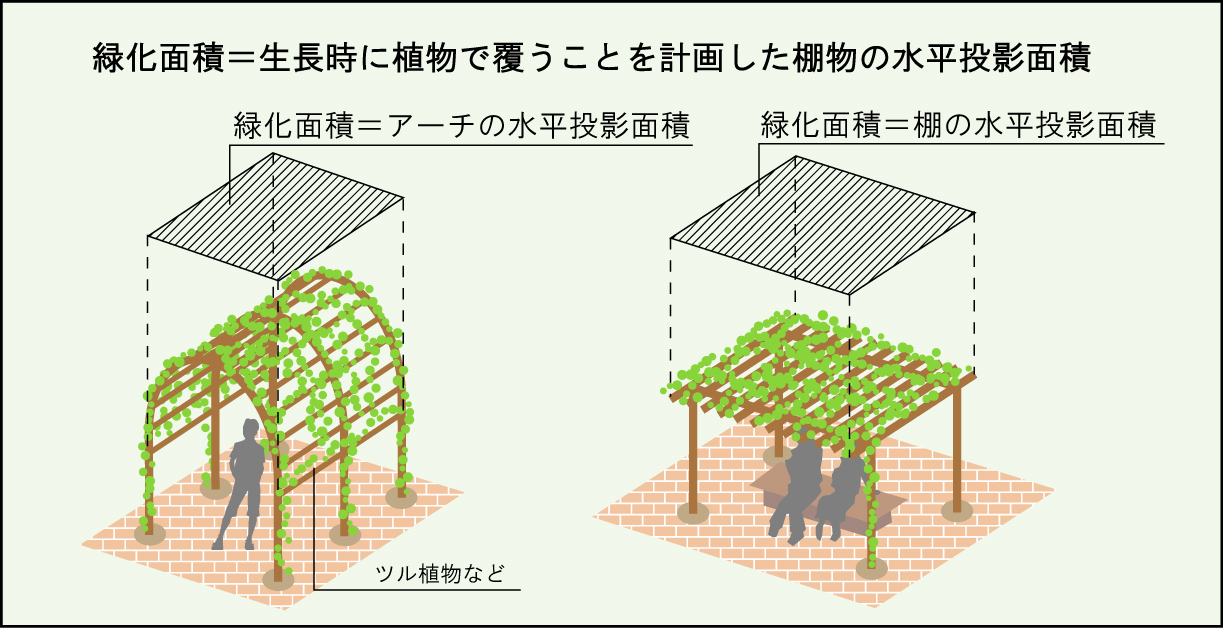 緑化面積＝生長時に植物で覆うことを計画した棚物の水平投影面積
緑化面積＝アーチの水平投影面積
緑化面積＝棚の水平投影面積
ツル植物など